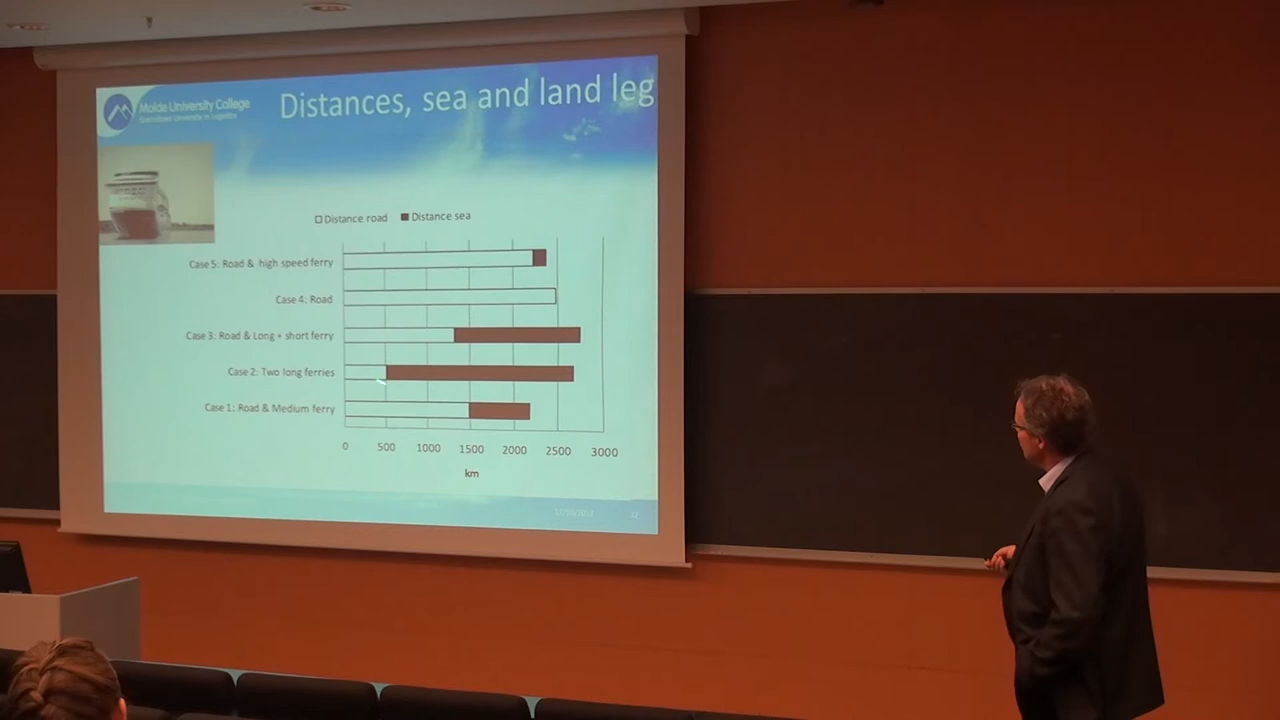 Molde University College
Specialized University in Logistics
Distances, sea and land leg
Distance road
Distance sea
Case 5: Road & high speed ferry
Case 4: Road
Case 3: Road & Long + short ferry
Case 2: Two long ferries
Case 1: Road & Medium ferry
0 500 1000 1500 2000 2500 3000
km